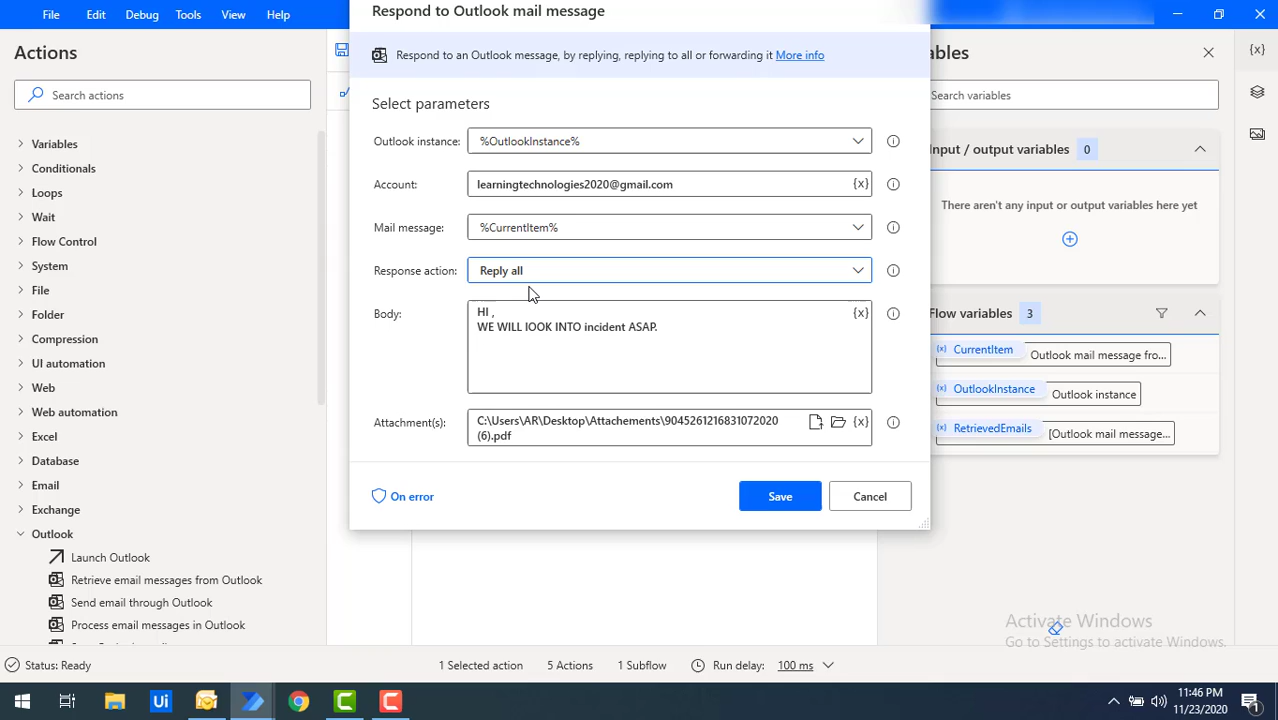 File Edit Debug Tools View Help
Respond to Outlook mail message
Actions
ables
{x}
Respond to an Outlook message, by replying, replying to all or forwarding it More info
Search actions
Search variables
Select parameters
Variables
Outlook instance: %OutlookInstance%
Input / output variables 0
Conditionals
Loops
Account: learningtechnologies2020@gmail.com {x}
There aren't any input or output variables here yet
Wait
Mail message: %CurrentItem%
Flow Control
System
Response action: Reply all
File
Folder
Body: HI ,
WE WILL lOOK INTO incident ASAP.
{x}
Flow variables 3
Compression
CurrentItem Outlook mail message fro...
UI automation
Web
OutlookInstance Outlook instance
Web automation
Attachment(s): C:\Users\AR\Desktop\Attachements\9045261216831072020
(6).pdf
{x}
RetrievedEmails [Outlook mail message...
Excel
Database
Email
On error Save Cancel
Exchange
Outlook
Launch Outlook
Retrieve email messages from Outlook
Send email through Outlook
Process email messages in Outlook
Activate Windows
Go to Settings to activate Windows.
Status: Ready 1 Selected action 5 Actions 1 Subflow Run delay: 100 ms
Ui
11:46 PM
11/23/2020
1